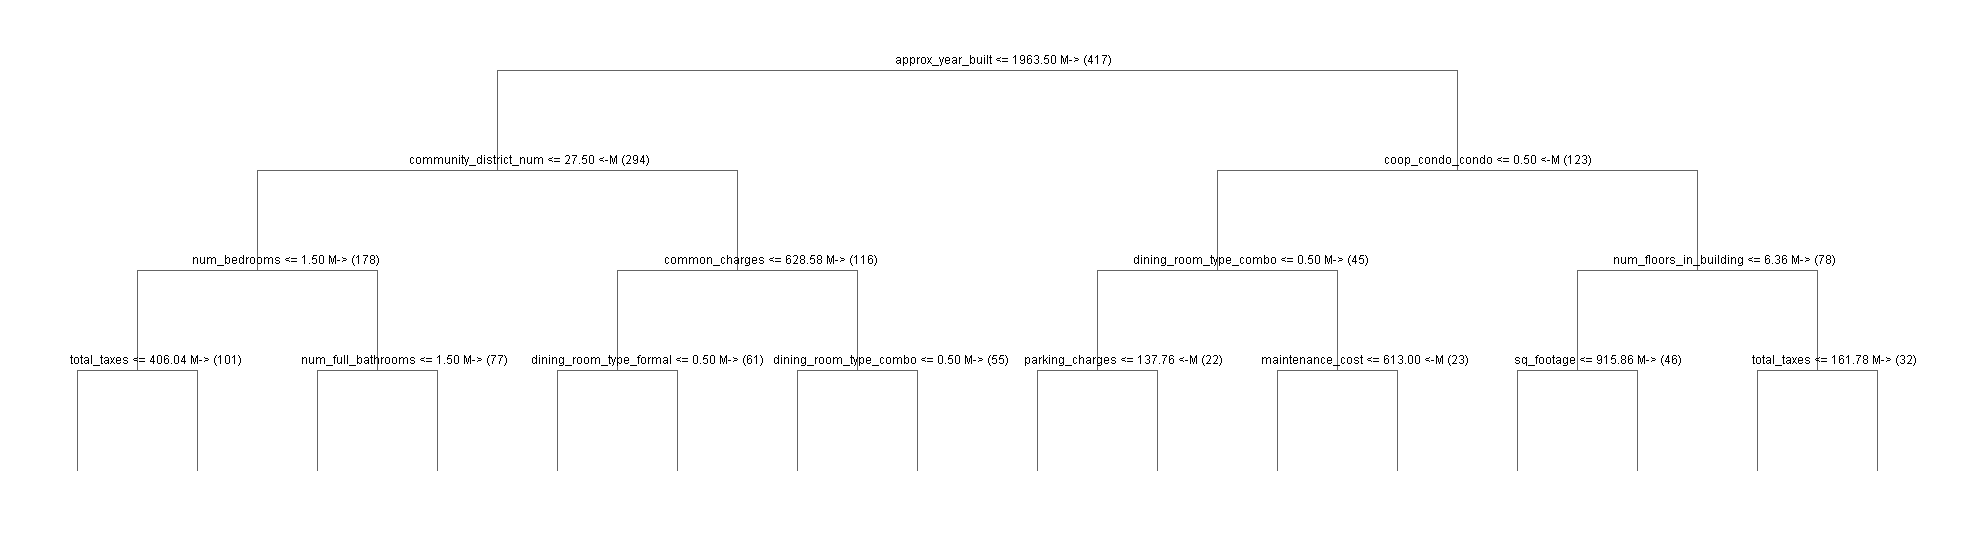 approx_year_built <= 1963.50 M-> (417)
community_district_num <= 27.50 <-M (294)
coop_condo_condo <= 0.50 <-M (123)
num_bedrooms <= 1.50 M-> (178)
common_charges <= 628.58 M-> (116)
dining_room_type_combo <= 0.50 M-> (45)
num_floors_in_building <= 6.36 M-> (78)
total_taxes <= 406.04 M-> (101)
num_full_bathrooms <= 1.50 M-> (77)
dining_room_type_formal <= 0.50 M-> (61)
dining_room_type_combo <= 0.50 M-> (55)
parking_charges <= 137.76 <-M (22)
maintenance_cost <= 613.00 <-M (23)
sq_footage <= 915.86 M-> (46)
total_taxes <= 161.78 M-> (32)